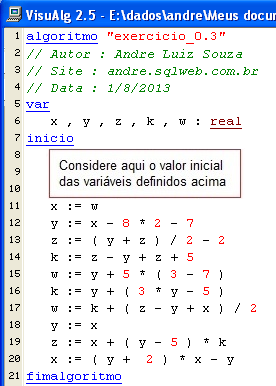 VisuAlg 2.5 - E:\dados\andre\Meus docum
1 algoritmo "exercicio_0.3"
2 // Autor : Andre Luiz Souza
3 // Site : andre.sqlweb.com.br
4 // Data : 1/8/2013
5 var
6 x , y , z , k , w : real
7 inicio
8
9 Considere aqui o valor inicial
10 das variáveis definidos acima
11 x := w
12 y := x - 8 * 2 - 7
13 z := ( y + z ) / 2 - 2
14 k := z - y + z + 5
15 w := y + 5 * ( 3 - 7 )
16 k := y + ( 3 * y - 5 )
17 w := k + ( z - y + x ) / 2
18 y := x
19 z := x + ( y - 5 ) * k
20 x := ( y + 2 ) * x - y
21 fimalgoritmo